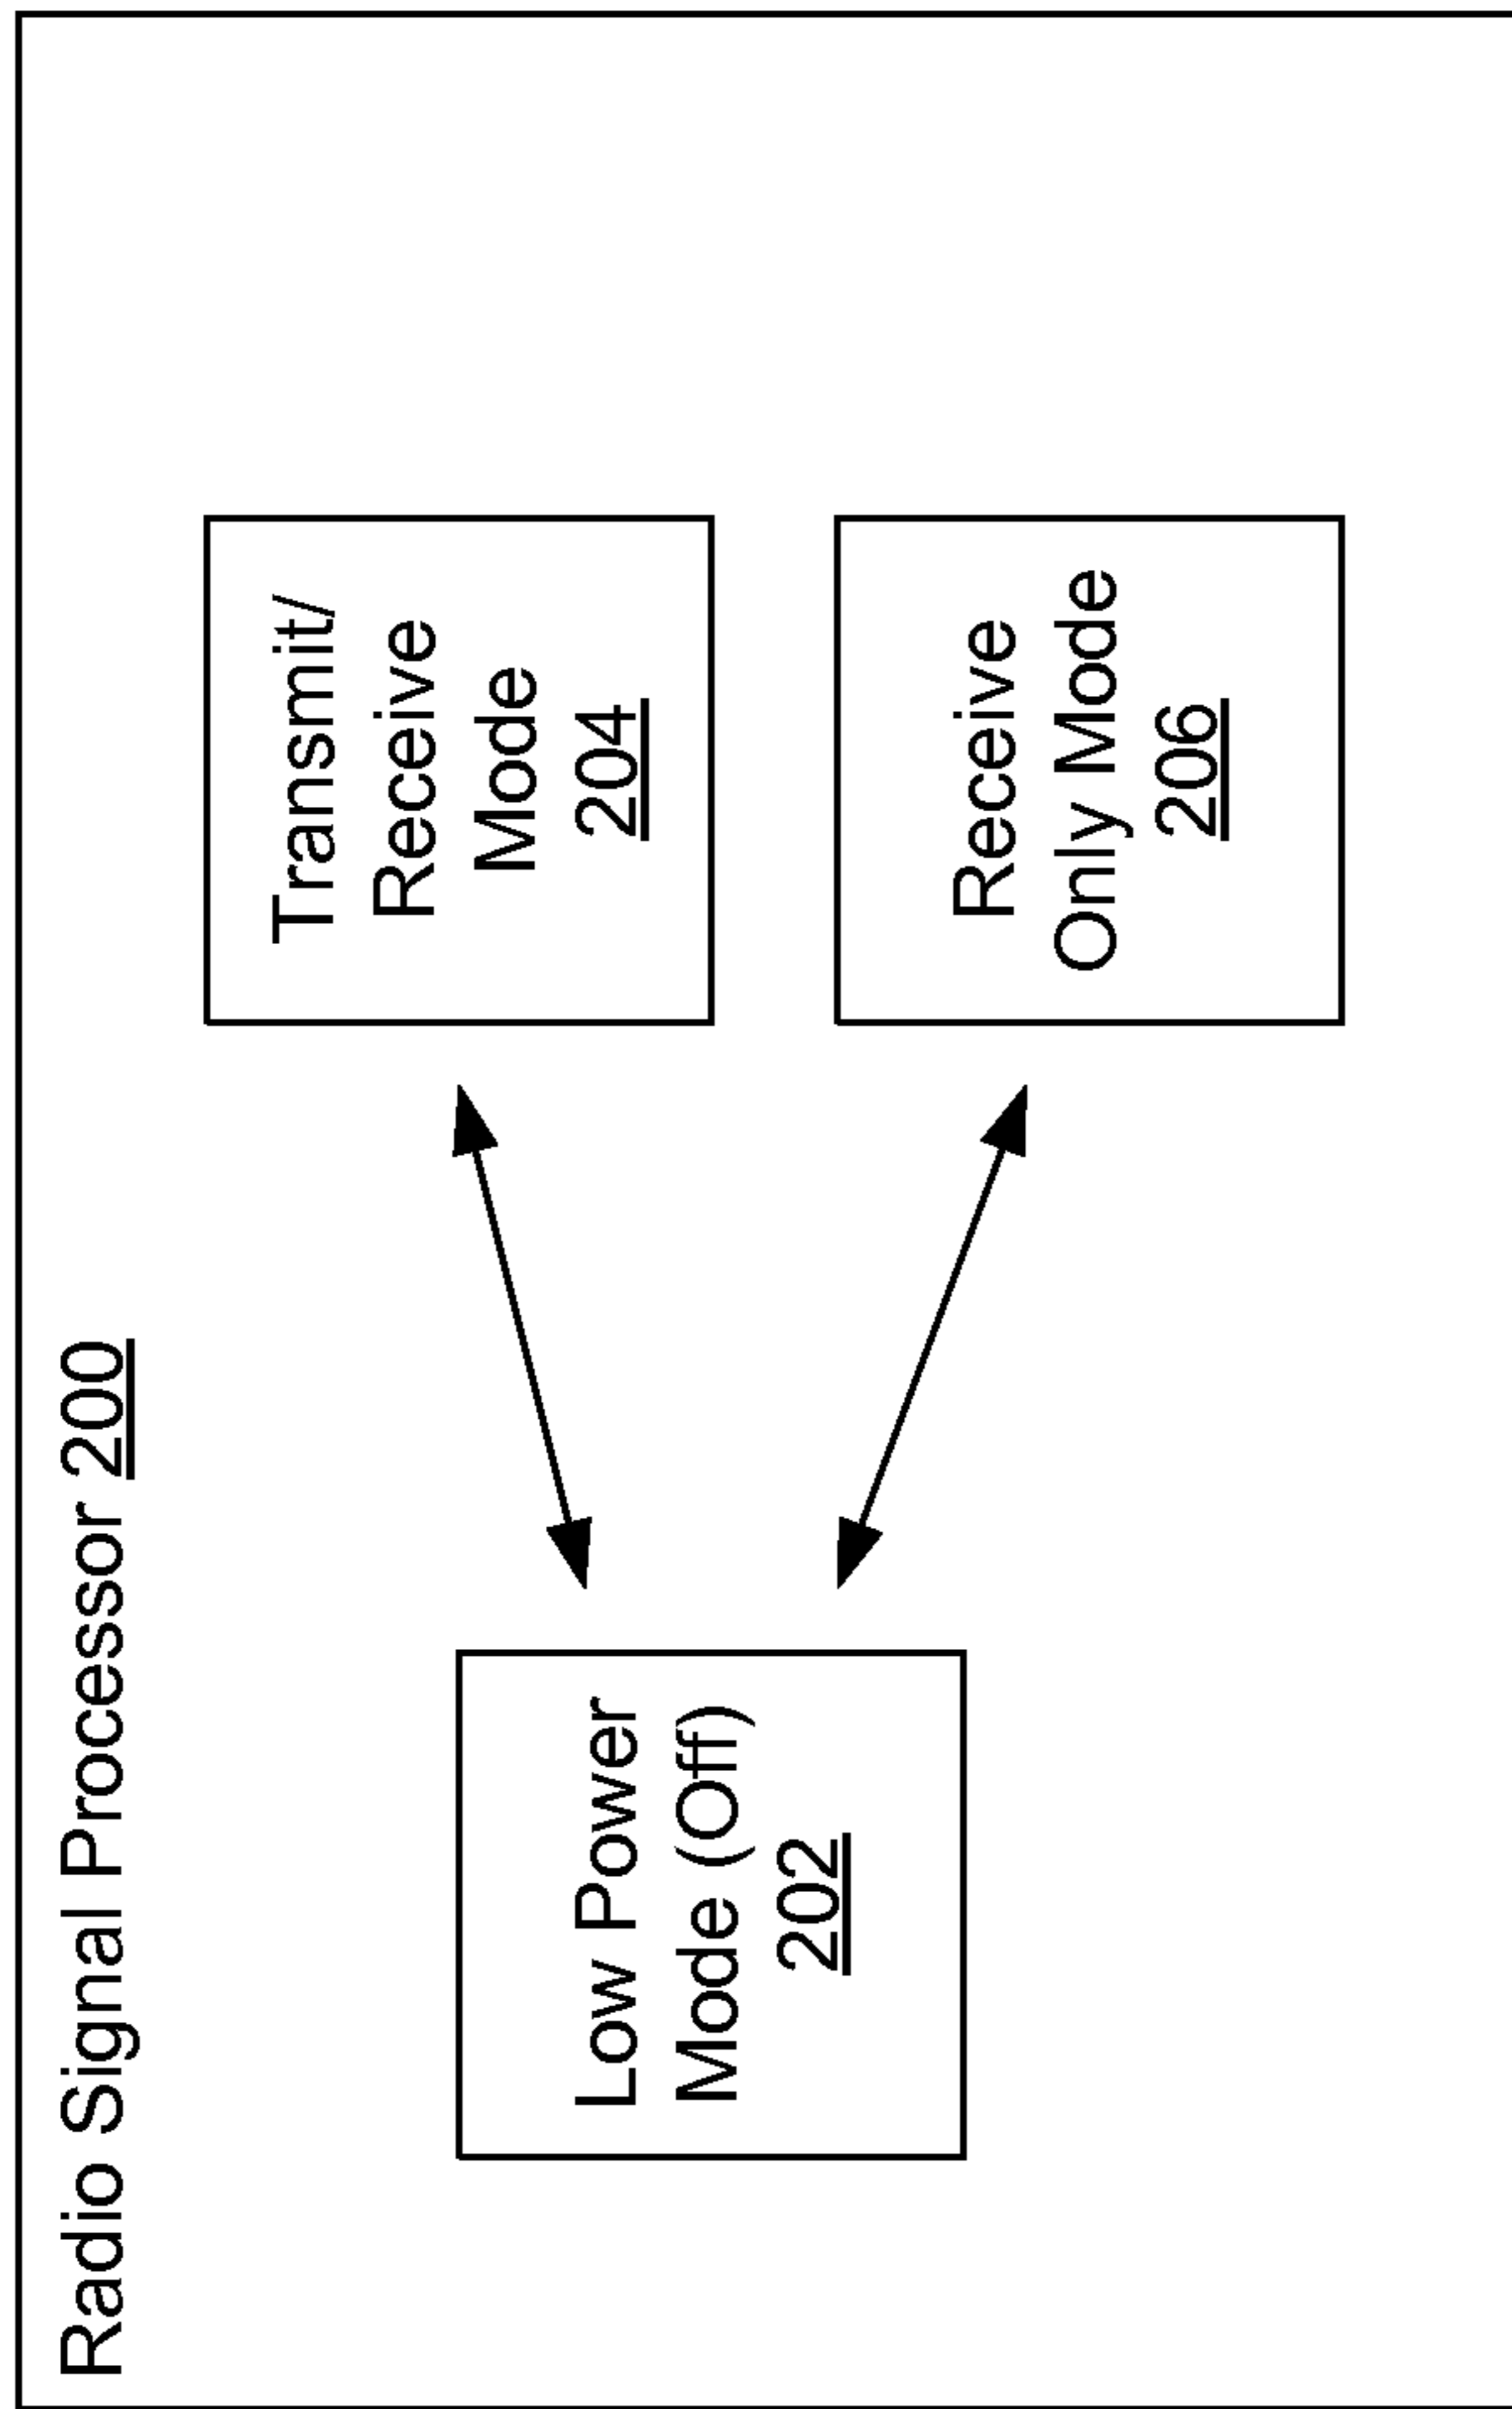 Radio Signal Processor 200
Low Power
Mode (Off)
202
Transmit/
Receive
Mode
204
Receive
Only Mode
206